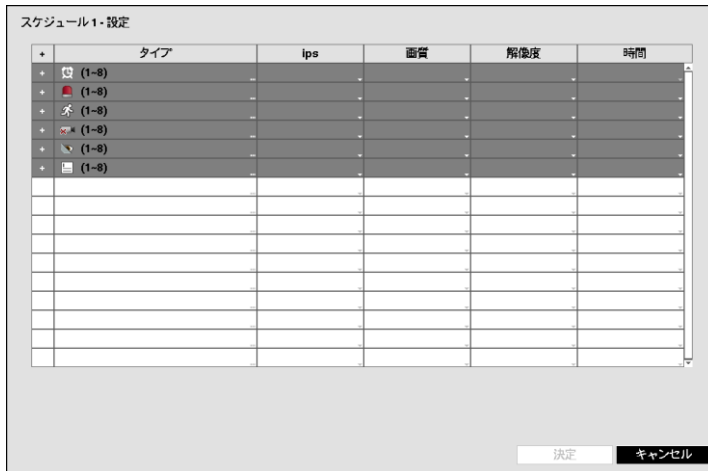 スケジュール 1 - 設定
+ タイプ ips 画質 解像度 時間
+ (1~8)
+ (1~8)
+ (1~8)
+ (1~8)
+ (1~8)
+ (1~8)
決定 キャンセル